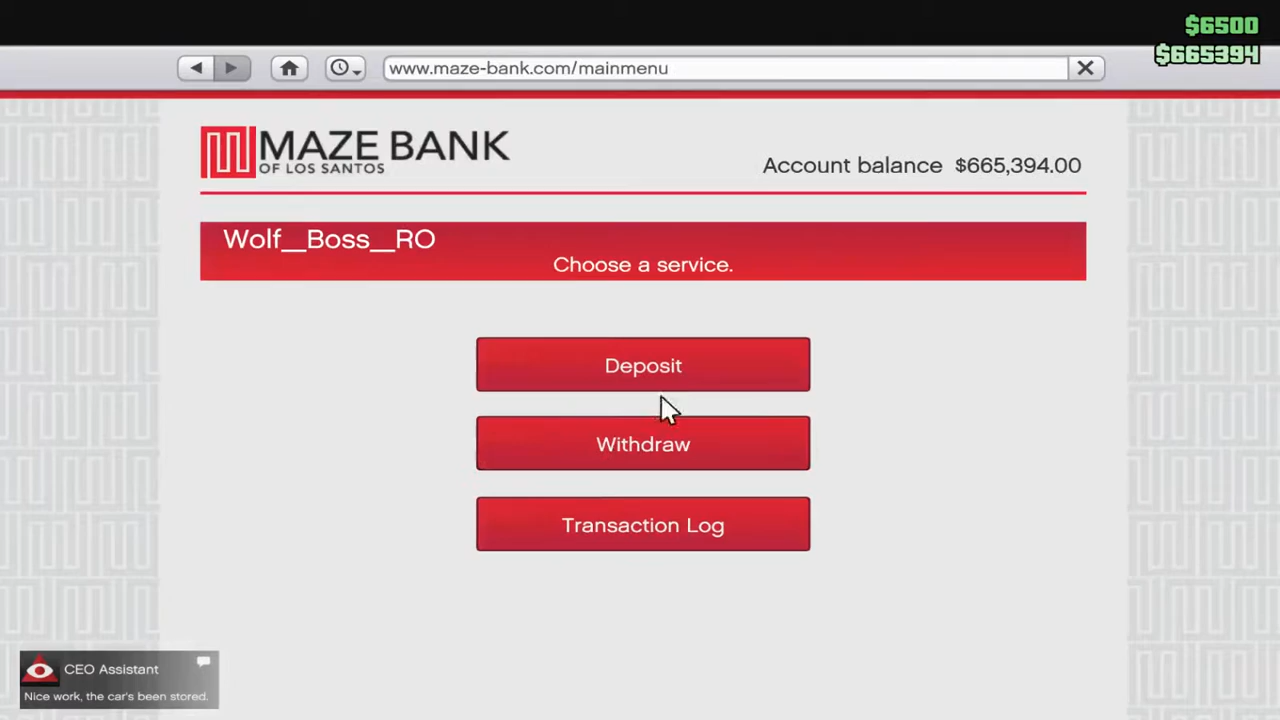 $6500
$665394
www.maze-bank.com/mainmenu
MAZE BANK
OF LOS SANTOS
Account balance $665,394.00
Wolf__Boss__RO
Choose a service.
Deposit
Withdraw
Transaction Log
CEO Assistant
Nice work, the car's been stored.